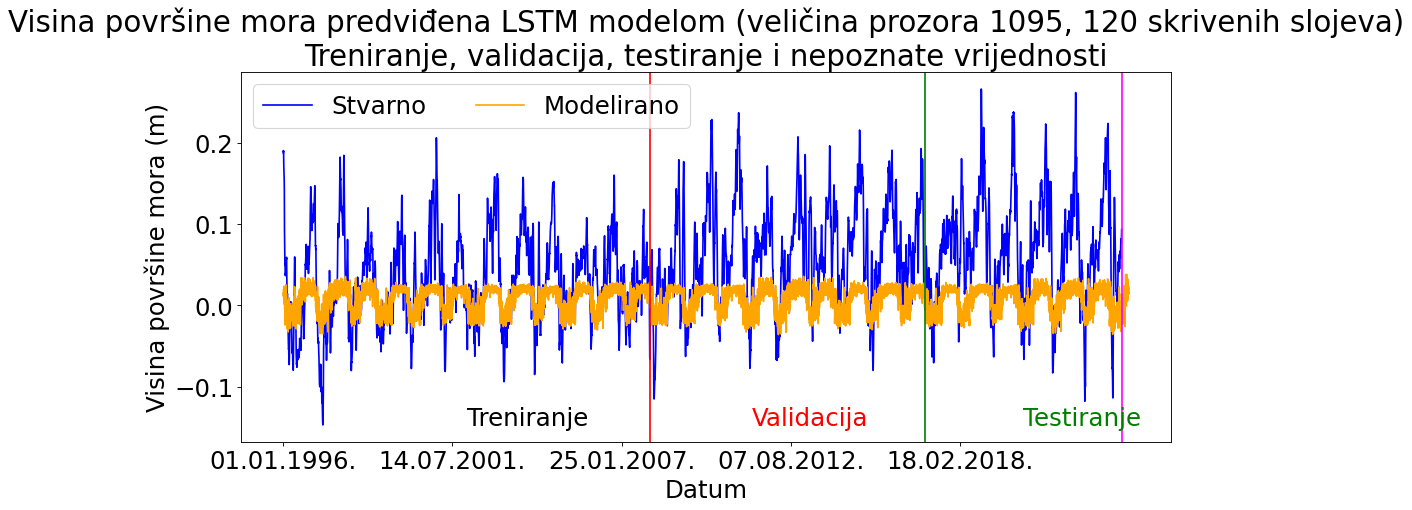 Visina površine mora predviđena LSTM modelom (veličina prozora 1095, 120 skrivenih slojeva)
Treniranje, validacija, testiranje i nepoznate vrijednosti
Stvarno
Modelirano
Visina površine mora (m)
0.2
0.1
0.0
−0.1
Treniranje
Validacija
Testiranje
01.01.1996.
14.07.2001.
25.01.2007.
07.08.2012.
18.02.2018.
Datum